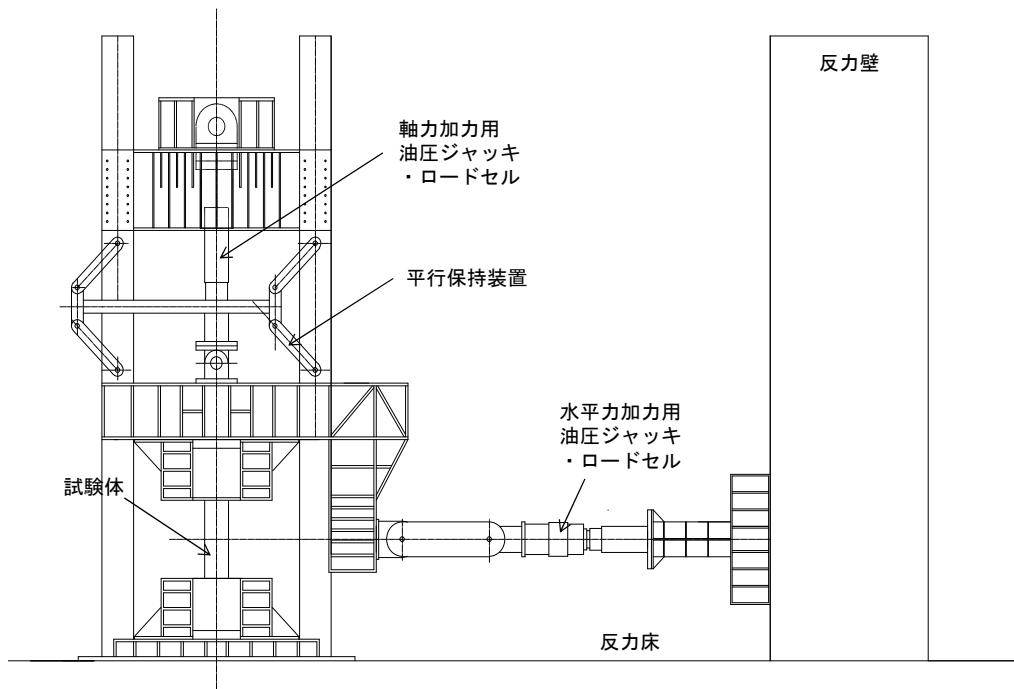 反力壁
軸力加力用
油圧ジャッキ
・ロードセル
平行保持装置
水平力加力用
油圧ジャッキ
・ロードセル
試験体
反力床